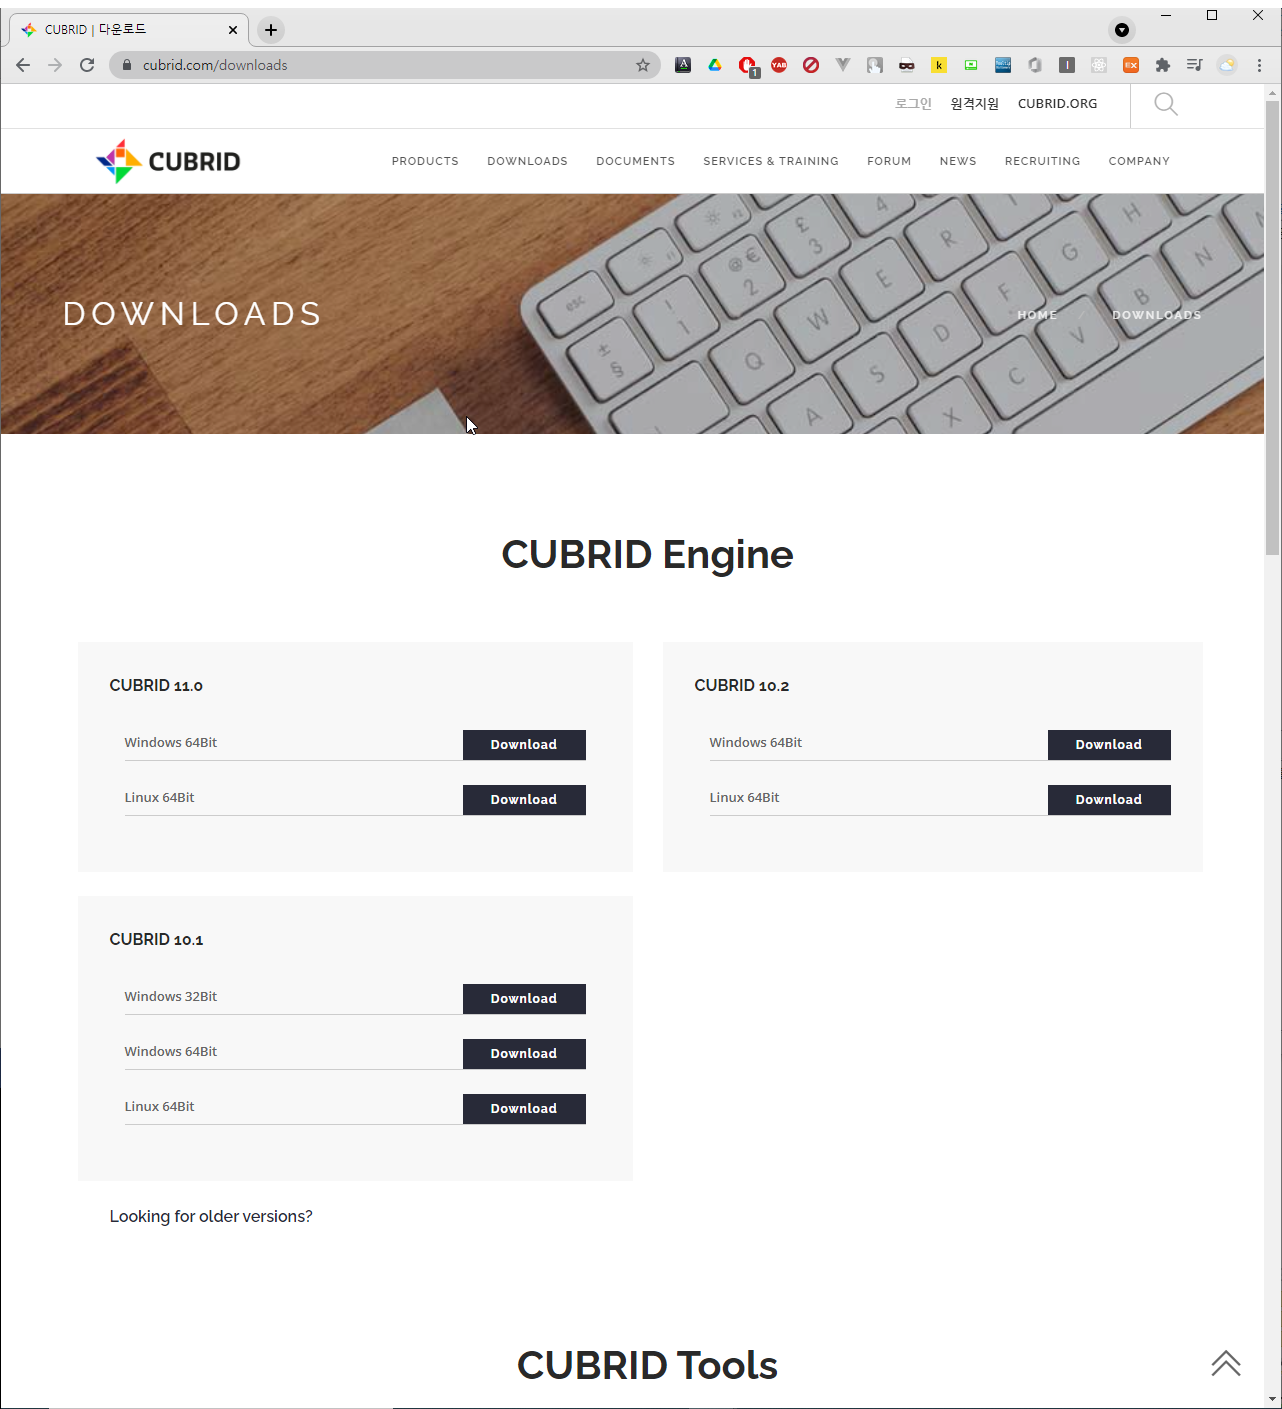 CUBRID | 다운로드
cubrid.com/downloads
1
YAB
k
EX
로그인 원격지원 CUBRID.ORG
CUBRID
PRODUCTS DOWNLOADS DOCUMENTS SERVICES & TRAINING FORUM NEWS RECRUITING COMPANY
DOWNLOADS
HOME / DOWNLOADS
CUBRID Engine
CUBRID 11.0
Windows 64Bit Download
Linux 64Bit Download
CUBRID 10.2
Windows 64Bit Download
Linux 64Bit Download
CUBRID 10.1
Windows 32Bit Download
Windows 64Bit Download
Linux 64Bit Download
Looking for older versions?
CUBRID Tools